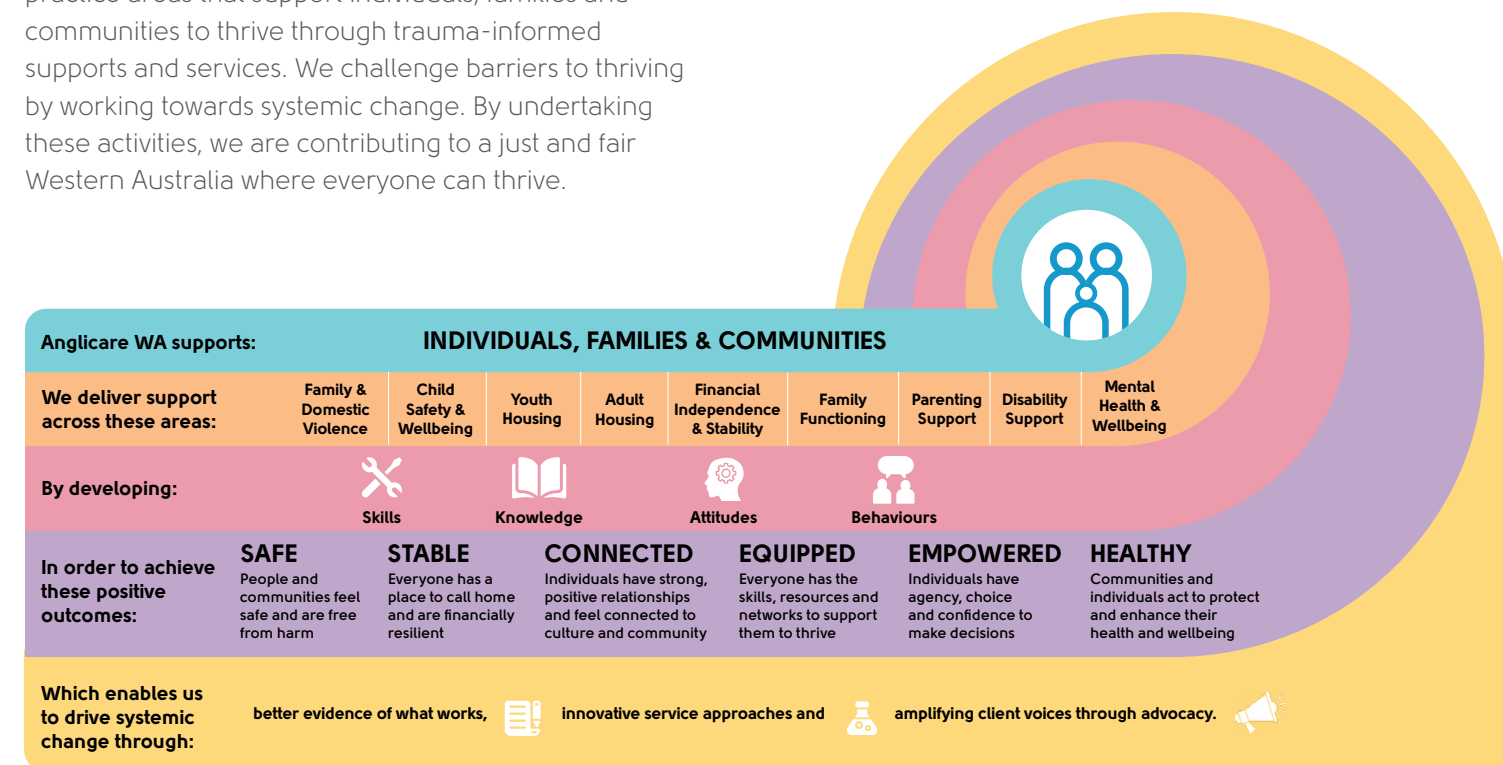 practice areas that support individuals, families and
communities to thrive through trauma-informed
supports and services. We challenge barriers to thriving
by working towards systemic change. By undertaking
these activities, we are contributing to a just and fair
Western Australia where everyone can thrive.
Anglicare WA supports:
INDIVIDUALS, FAMILIES & COMMUNITIES
We deliver support
across these areas:
Family &
Domestic
Violence
Child
Safety &
Wellbeing
Youth
Housing
Adult
Housing
Financial
Independence
& Stability
Family
Functioning
Parenting
Support
Disability
Support
Mental
Health &
Wellbeing
By developing:
Skills
Knowledge
Attitudes
Behaviours
In order to achieve
these positive
outcomes:
SAFE
People and
communities feel
safe and are free
from harm
STABLE
Everyone has a
place to call home
and are financially
resilient
CONNECTED
Individuals have strong,
positive relationships
and feel connected to
culture and community
EQUIPPED
Everyone has the
skills, resources and
networks to support
them to thrive
EMPOWERED
Individuals have
agency, choice
and confidence to
make decisions
HEALTHY
Communities and
individuals act to protect
and enhance their
health and wellbeing
Which enables us
to drive systemic
change through:
better evidence of what works,
innovative service approaches and
amplifying client voices through advocacy.